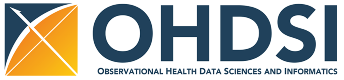 OHDSI
OBSERVATIONAL HEALTH DATA SCIENCES AND INFORMATICS